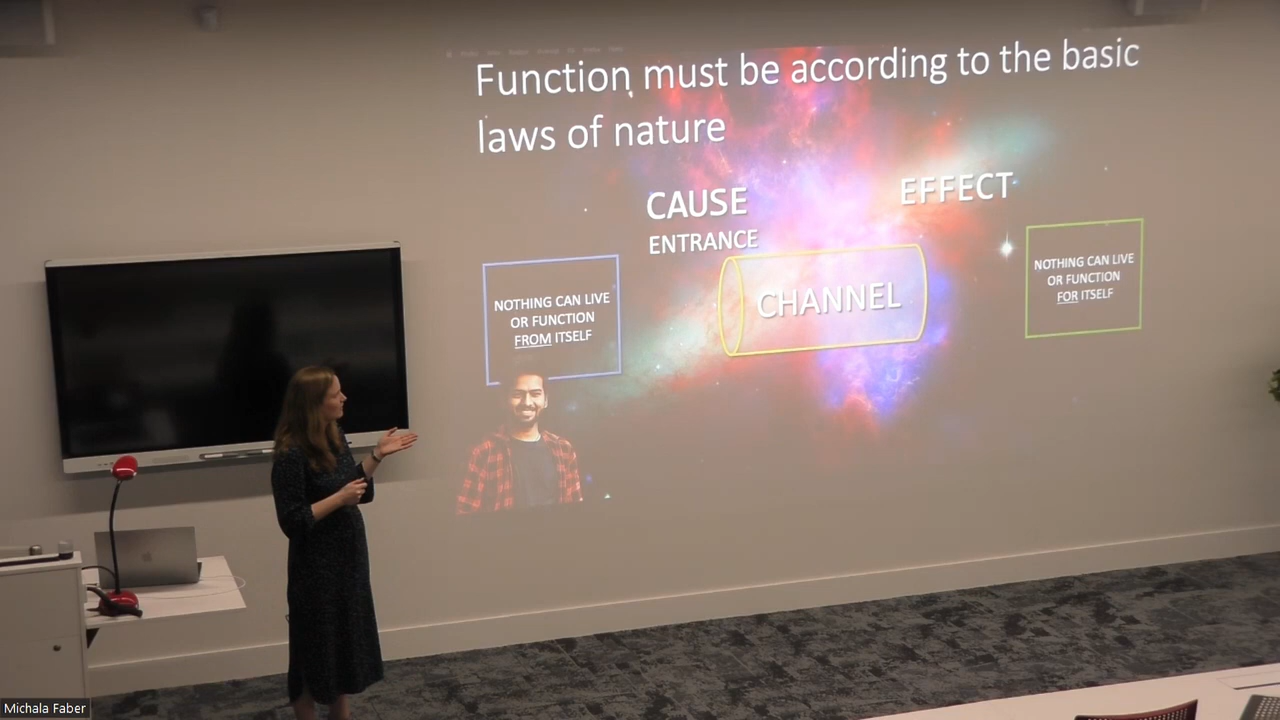 Function must be according to the basic
laws of nature
CAUSE
EFFECT
ENTRANCE
NOTHING CAN LIVE
OR FUNCTION
FROM ITSELF
CHANNEL
NOTHING CAN LIVE
OR FUNCTION
FOR ITSELF
Michala Faber